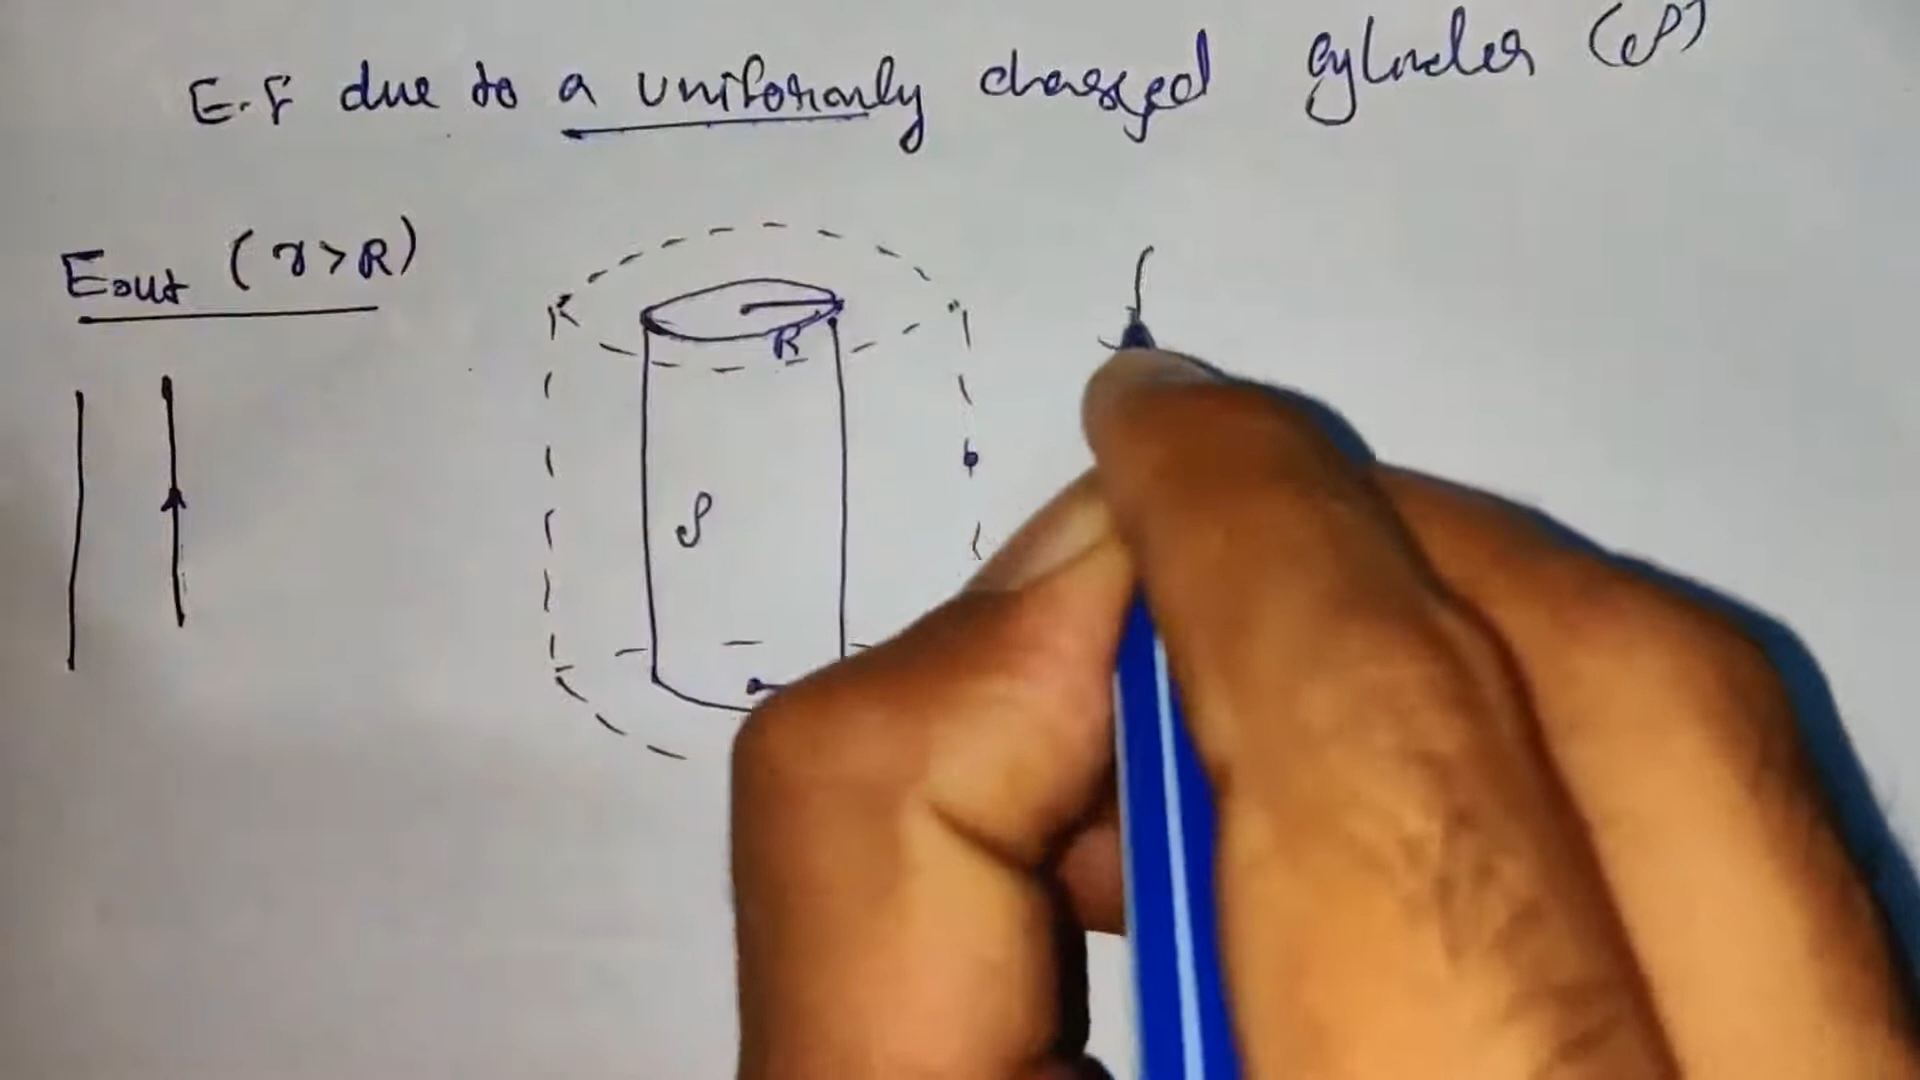 E.F due to a uniformly charged cylinder (ρ)
Eout (r>R)
R
ρ
∫